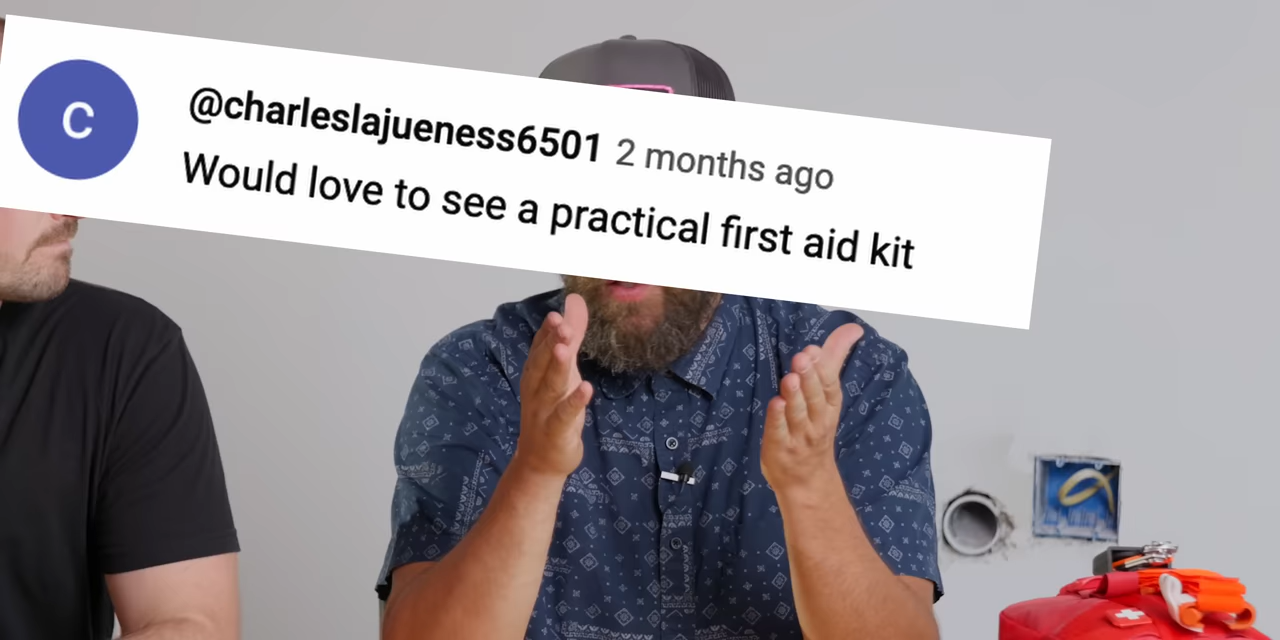 C
@charleslajueness6501 2 months ago
Would love to see a practical first aid kit